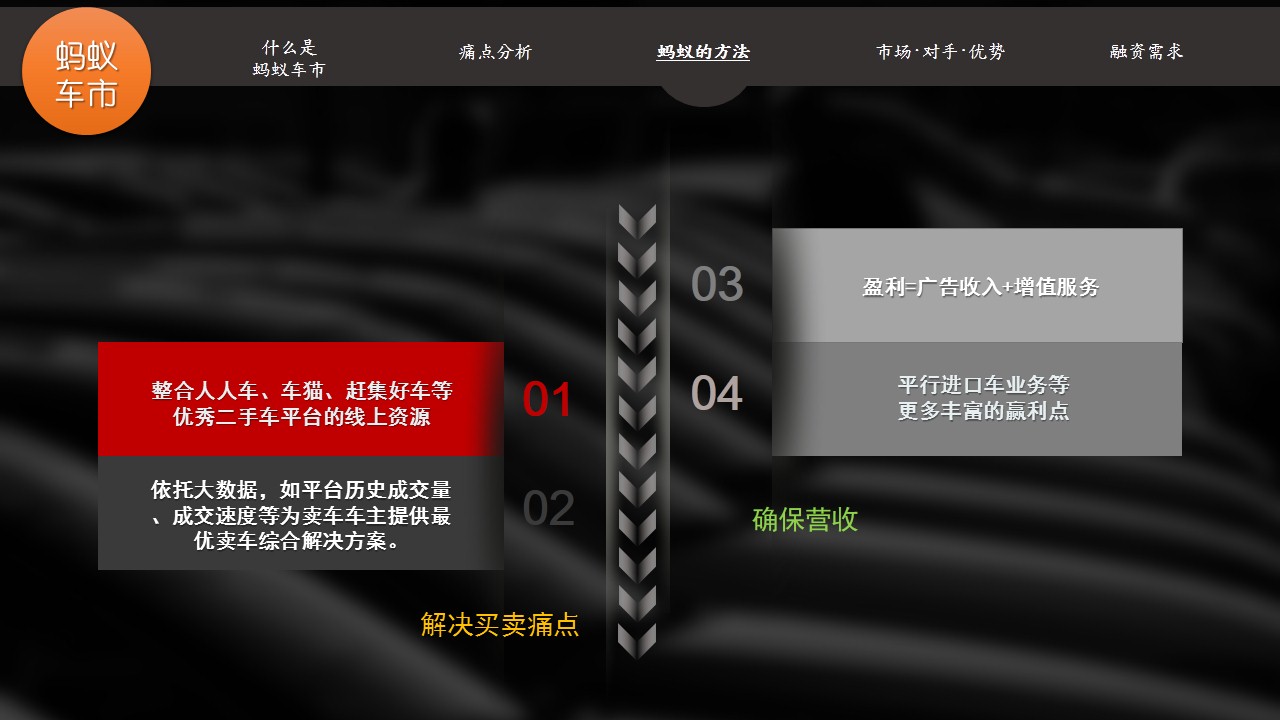 蚂蚁
车市
什么是
蚂蚁车市
痛点分析
蚂蚁的方法
市场·对手·优势
融资需求
整合人人车、车猫、赶集好车等
优秀二手车平台的线上资源
01
依托大数据，如平台历史成交量
、成交速度等为卖车车主提供最
优卖车综合解决方案。
02
解决买卖痛点
03
盈利=广告收入+增值服务
04
平行进口车业务等
更多丰富的赢利点
确保营收